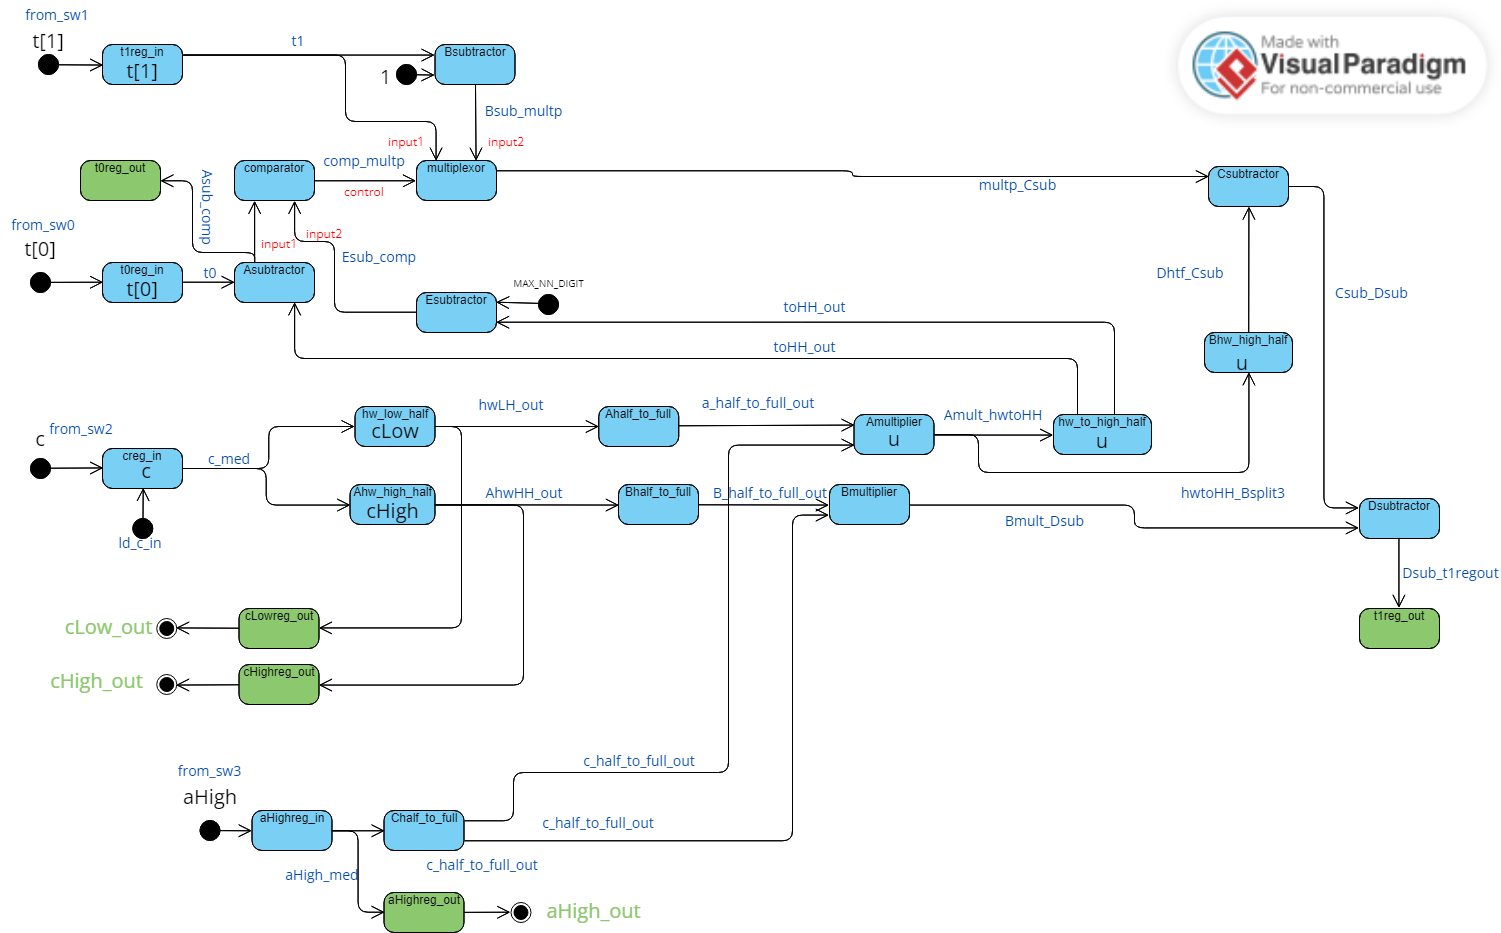 from_sw1
t[1]
t1reg_in
t[1]
t1
1
Bsubtractor
Made with
VisualParadigm
For non-commercial use
Bsub_multp
input1
input2
t0reg_out
Asub_comp
comparator
comp_multp
control
multiplexor
multp_Csub
Csubtractor
from_sw0
t[0]
t0reg_in
t[0]
t0
input1
input2
Asubtractor
Esub_comp
Esubtractor
MAX_NN_DIGIT
toHH_out
toHH_out
Dhtf_Csub
Csub_Dsub
Bhw_high_half
u
from_sw2
c
creg_in
c
c_med
ld_c_in
hw_low_half
cLow
hwLH_out
Ahalf_to_full
a_half_to_full_out
Amultiplier
u
Amult_hwtoHH
hw_to_high_half
u
Ahw_high_half
cHigh
AhwHH_out
Bhalf_to_full
B_half_to_full_out
Bmultiplier
Bmult_Dsub
hwtoHH_Bsplit3
Dsubtractor
Dsub_t1regout
t1reg_out
cLow_out
cLowreg_out
cHigh_out
cHighreg_out
from_sw3
aHigh
aHighreg_in
Chalf_to_full
c_half_to_full_out
c_half_to_full_out
c_half_to_full_out
aHigh_med
aHighreg_out
aHigh_out